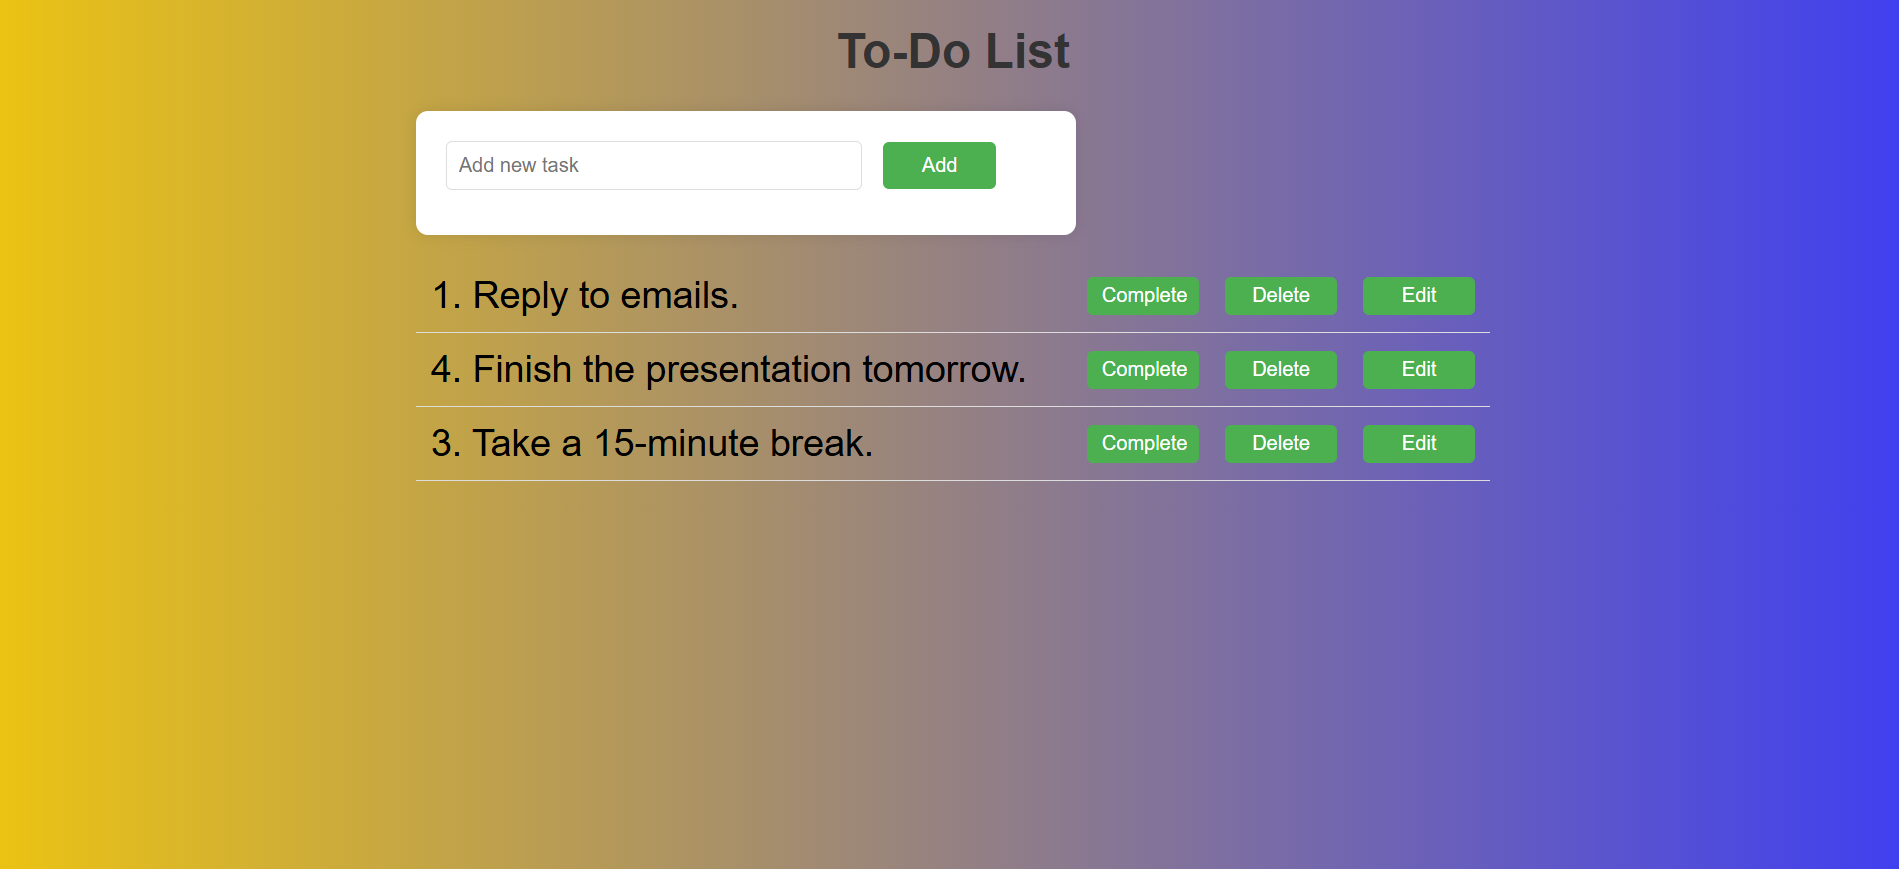 To-Do List
Add new task Add
1. Reply to emails. Complete Delete Edit
4. Finish the presentation tomorrow. Complete Delete Edit
3. Take a 15-minute break. Complete Delete Edit